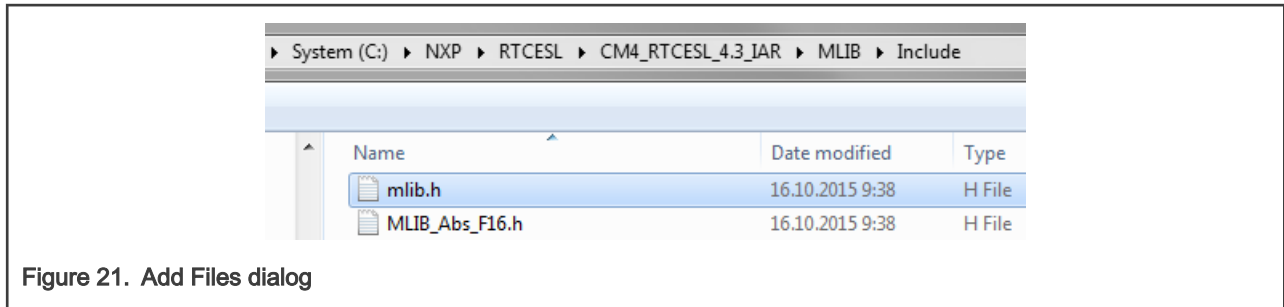 System (C:) ▸ NXP ▸ RTCESL ▸ CM4_RTCESL_4.3_IAR ▸ MLIB ▸ Include
Name Date modified Type
mlib.h 16.10.2015 9:38 H File
MLIB_Abs_F16.h 16.10.2015 9:38 H File
Figure 21. Add Files dialog